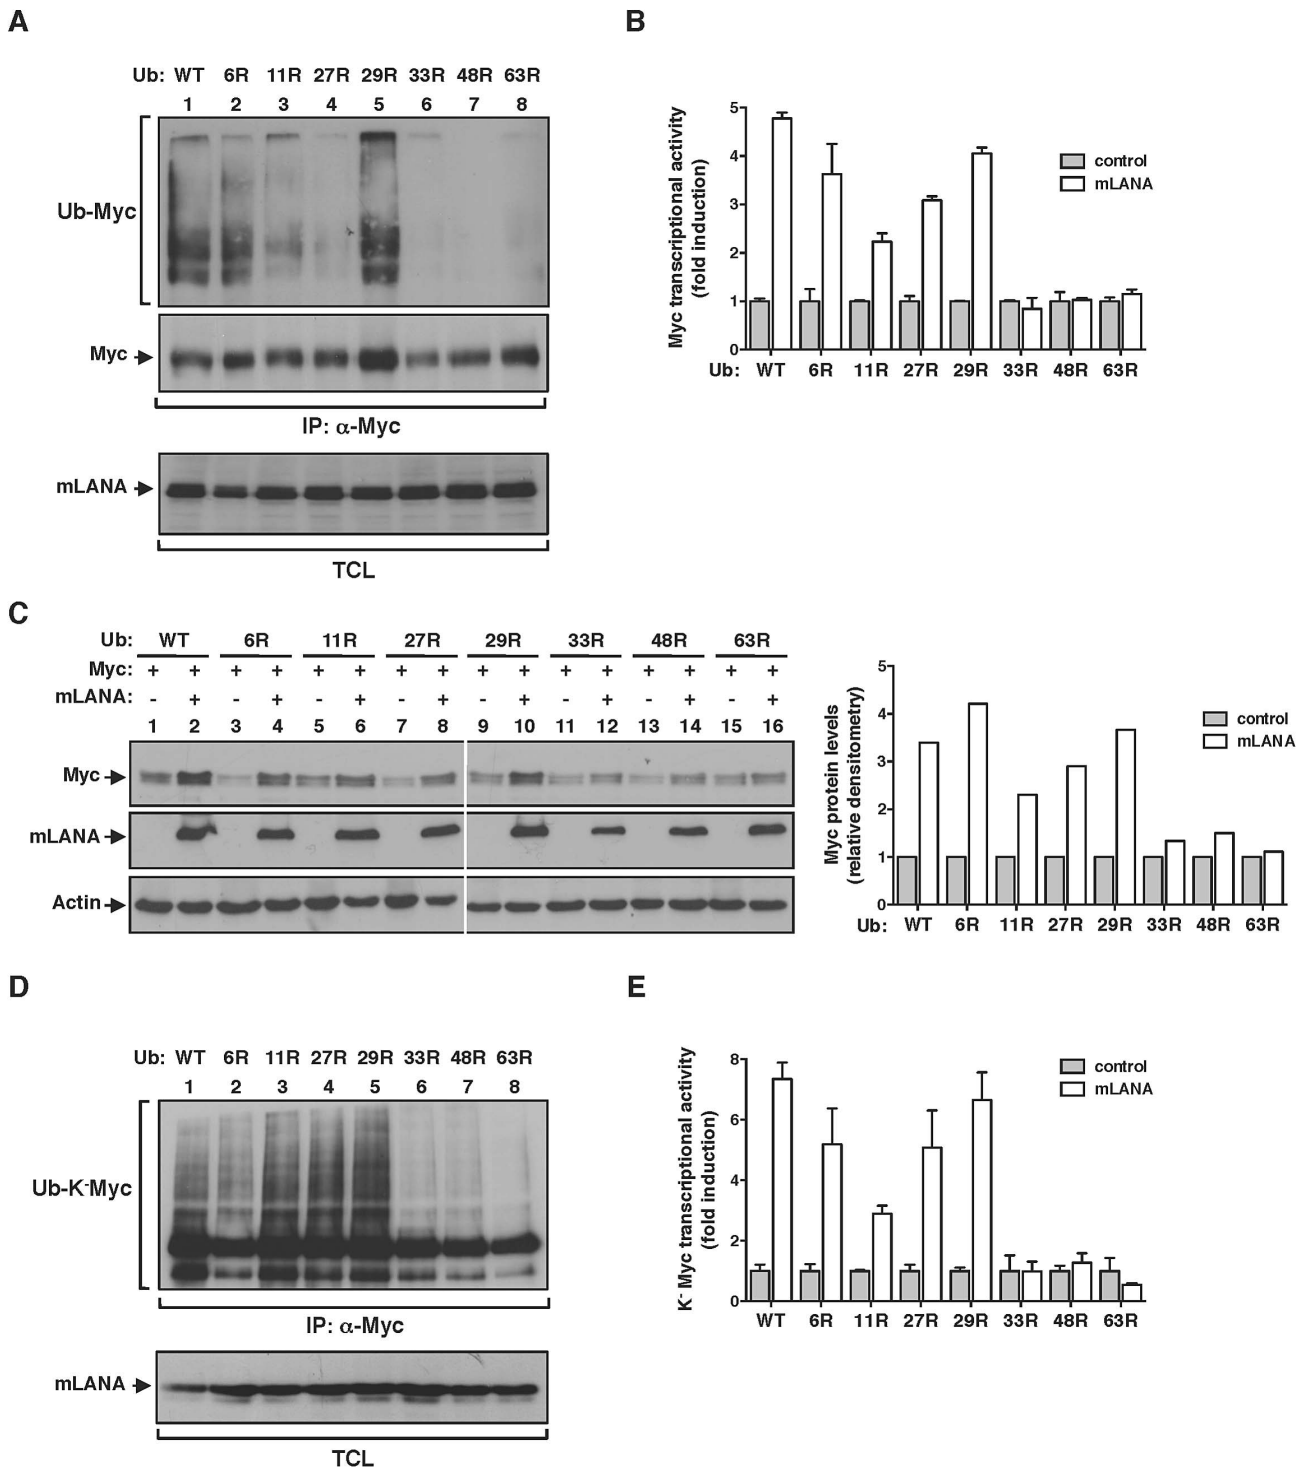 A
Ub: WT 6R 11R 27R 29R 33R 48R 63R
1 2 3 4 5 6 7 8
Ub-Myc
Myc
IP: α-Myc
mLANA
TCL
B
Myc transcriptional activity
(fold induction)
5
4
3
2
1
0
control
mLANA
Ub: WT 6R 11R 27R 29R 33R 48R 63R
C
Ub: WT 6R 11R 27R 29R 33R 48R 63R
Myc: + + + + + + + + + + + + + + + +
mLANA: - + - + - + - + - + - + - + - +
1 2 3 4 5 6 7 8 9 10 11 12 13 14 15 16
Myc
mLANA
Actin
Myc protein levels
(relative densitometry)
5
4
3
2
1
0
control
mLANA
Ub: WT 6R 11R 27R 29R 33R 48R 63R
D
Ub: WT 6R 11R 27R 29R 33R 48R 63R
1 2 3 4 5 6 7 8
Ub-K⁻Myc
IP: α-Myc
mLANA
TCL
E
K⁻ Myc transcriptional activity
(fold induction)
8
6
4
2
0
control
mLANA
WT 6R 11R 27R 29R 33R 48R 63R